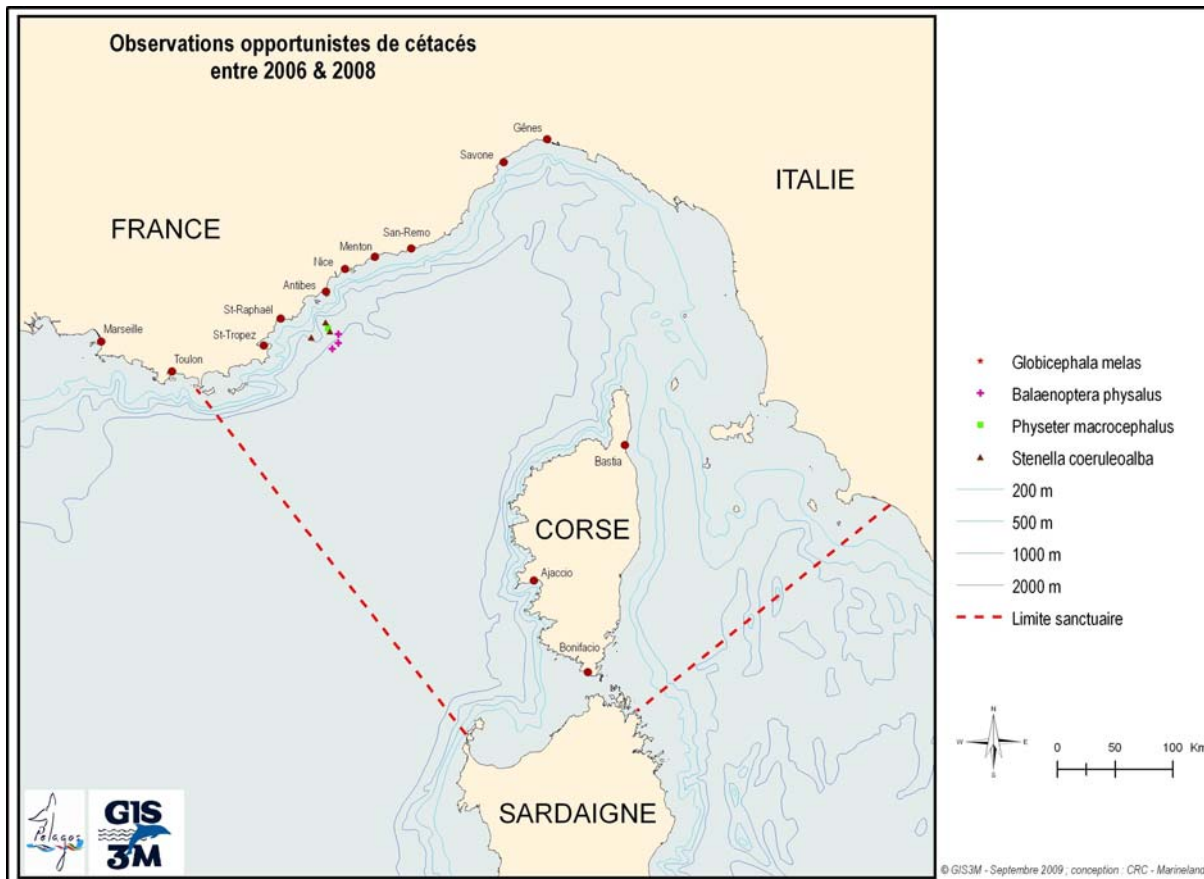 Observations opportunistes de cétacés
entre 2006 & 2008
Gênes
Savone
ITALIE
FRANCE
San-Remo
Menton
Nice
Antibes
St-Raphaël
St-Tropez
Marseille
Toulon
Bastia
CORSE
Ajaccio
Bonifacio
SARDAIGNE
Globicephala melas
Balaenoptera physalus
Physeter macrocephalus
Stenella coeruleoalba
200 m
500 m
1000 m
2000 m
Limite sanctuaire
N
W E
S
0 50 100 Km
Pelagos
GIS
3M
© GIS3M - Septembre 2009 ; conception : CRC - Marineland